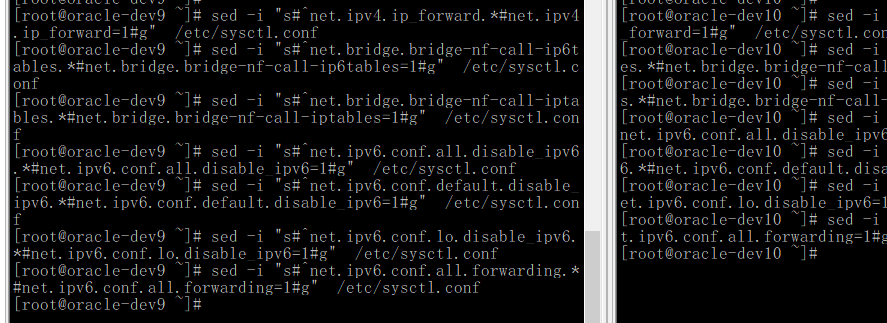 [root@oracle-dev9 ~]# sed -i "s#^net.ipv4.ip_forward.*#net.ipv4
.ip_forward=1#g"  /etc/sysctl.conf
[root@oracle-dev9 ~]# sed -i "s#^net.bridge.bridge-nf-call-ip6t
ables.*#net.bridge.bridge-nf-call-ip6tables=1#g"  /etc/sysctl.c
onf
[root@oracle-dev9 ~]# sed -i "s#^net.bridge.bridge-nf-call-ipta
bles.*#net.bridge.bridge-nf-call-iptables=1#g"  /etc/sysctl.con
f
[root@oracle-dev9 ~]# sed -i "s#^net.ipv6.conf.all.disable_ipv6
.*#net.ipv6.conf.all.disable_ipv6=1#g"  /etc/sysctl.conf
[root@oracle-dev9 ~]# sed -i "s#^net.ipv6.conf.default.disable_
ipv6.*#net.ipv6.conf.default.disable_ipv6=1#g"  /etc/sysctl.con
f
[root@oracle-dev9 ~]# sed -i "s#^net.ipv6.conf.lo.disable_ipv6.
*#net.ipv6.conf.lo.disable_ipv6=1#g"  /etc/sysctl.conf
[root@oracle-dev9 ~]# sed -i "s#^net.ipv6.conf.all.forwarding.*
#net.ipv6.conf.all.forwarding=1#g"  /etc/sysctl.conf
[root@oracle-dev9 ~]#
[root@oracle-dev10 ~]# sed -i
_forward=1#g"  /etc/sysctl.con
[root@oracle-dev10 ~]# sed -i
es.*#net.bridge.bridge-nf-call
[root@oracle-dev10 ~]# sed -i
s.*#net.bridge.bridge-nf-call-
[root@oracle-dev10 ~]# sed -i
net.ipv6.conf.all.disable_ipv6
[root@oracle-dev10 ~]# sed -i
6.*#net.ipv6.conf.default.disa
[root@oracle-dev10 ~]# sed -i
et.ipv6.conf.lo.disable_ipv6=1
[root@oracle-dev10 ~]# sed -i
t.ipv6.conf.all.forwarding=1#g
[root@oracle-dev10 ~]#